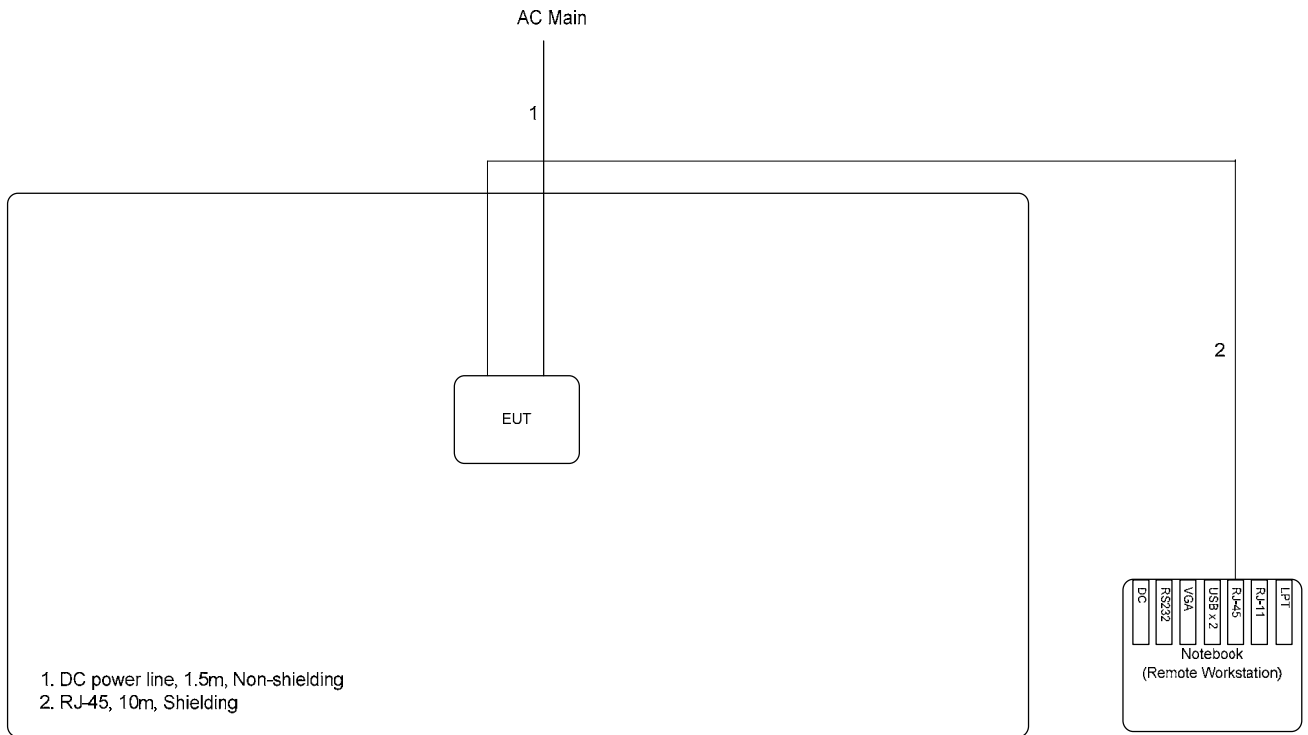 AC Main
1
2
EUT
DC
RS232
VGA
USB x 2
RJ-45
RJ-11
LPT
Notebook
(Remote Workstation)
1. DC power line, 1.5m, Non-shielding
2. RJ-45, 10m, Shielding